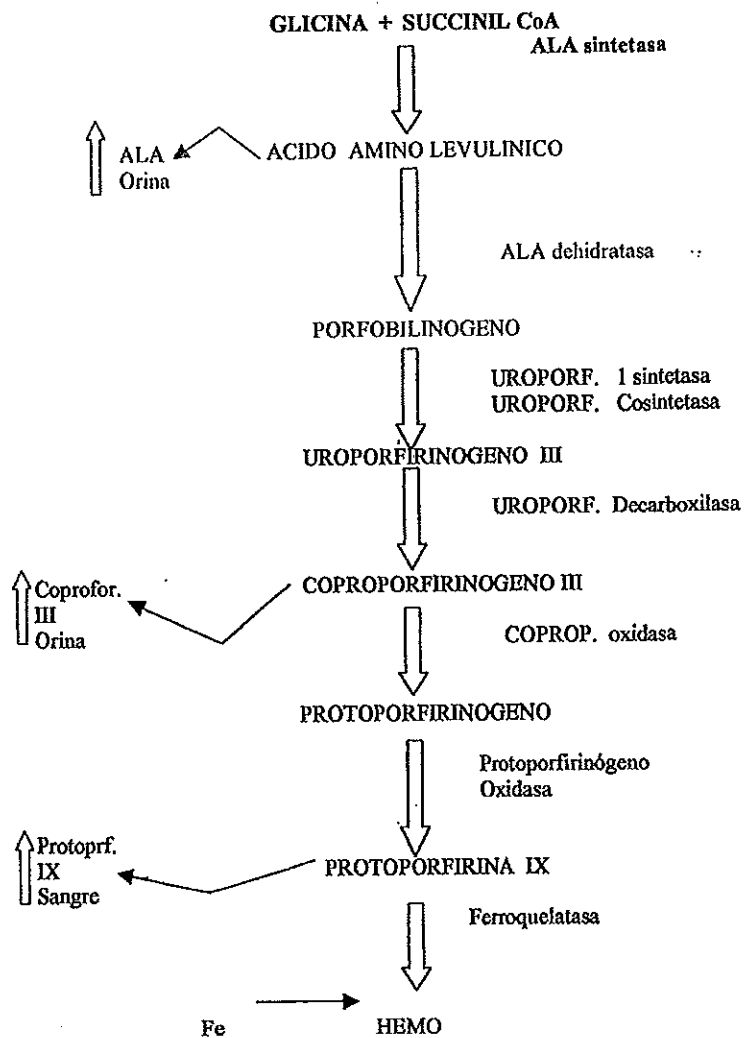 GLICINA + SUCCINIL CoA
ALA sintetasa
ALA
Orina
ACIDO AMINO LEVULINICO
ALA dehidratasa
PORFOBILINOGENO
UROPORF. 1 sintetasa
UROPORF. Cosintetasa
UROPORFIRINOGENO III
UROPORF. Decarboxilasa
Coprofor.
III
Orina
COPROPORFIRINOGENO III
COPROP. oxidasa
PROTOPORFIRINOGENO
Protoporfirinógeno
Oxidasa
Protoprf.
IX
Sangre
PROTOPORFIRINA IX
Ferroquelatasa
Fe
HEMO